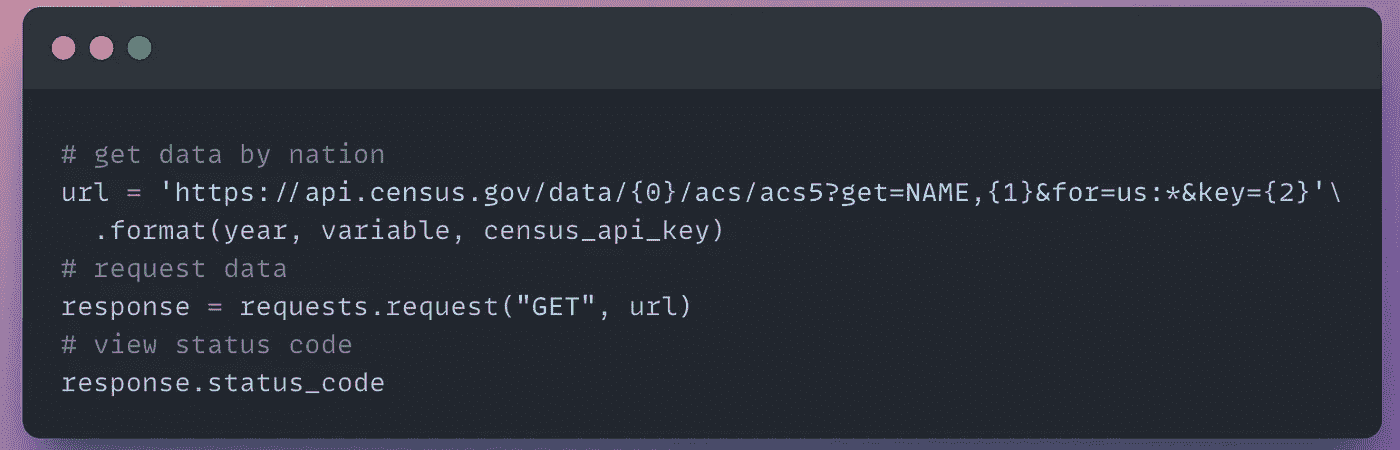 # get data by nation
url = 'https://api.census.gov/data/{0}/acs/acs5?get=NAME,{1}&for=us:*&key={2}'\
  .format(year, variable, census_api_key)
# request data
response = requests.request("GET", url)
# view status code
response.status_code